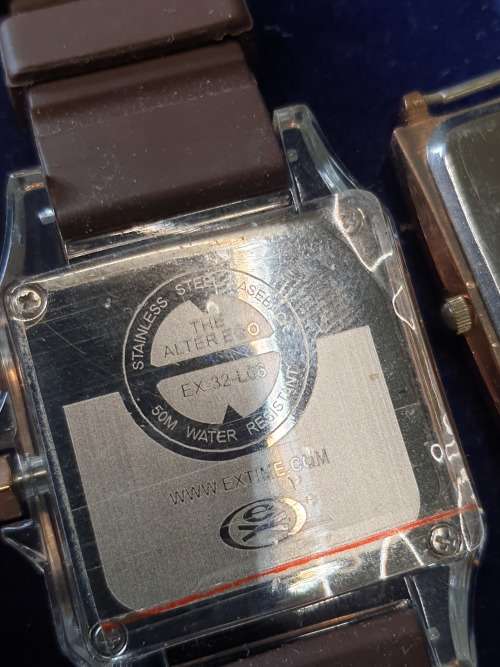 STAINLESS STEEL CASEBACK
THE
ALTER EGO
EX-32-L06
50M WATER RESISTANT
WWW.EXTIME.COM